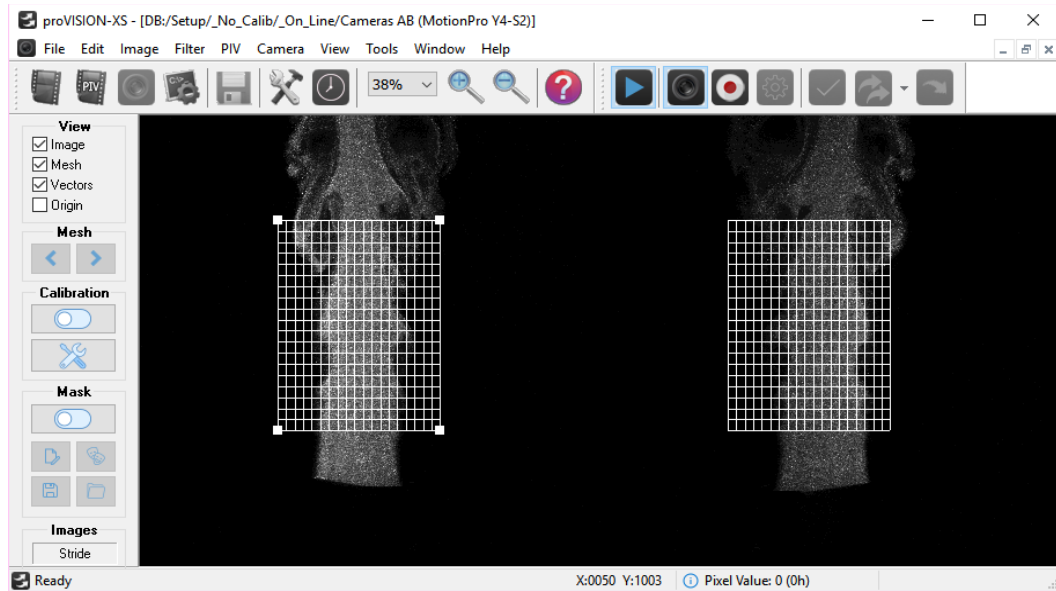 proVISION-XS - [DB:/Setup/_No_Calib/_On_Line/Cameras AB (MotionPro Y4-S2)]
File Edit Image Filter PIV Camera View Tools Window Help
PIV C> 38% ?
View
Image
Mesh
Vectors
Origin
Mesh
Calibration
Mask
Images
Stride
Ready X:0050 Y:1003 Pixel Value: 0 (0h)